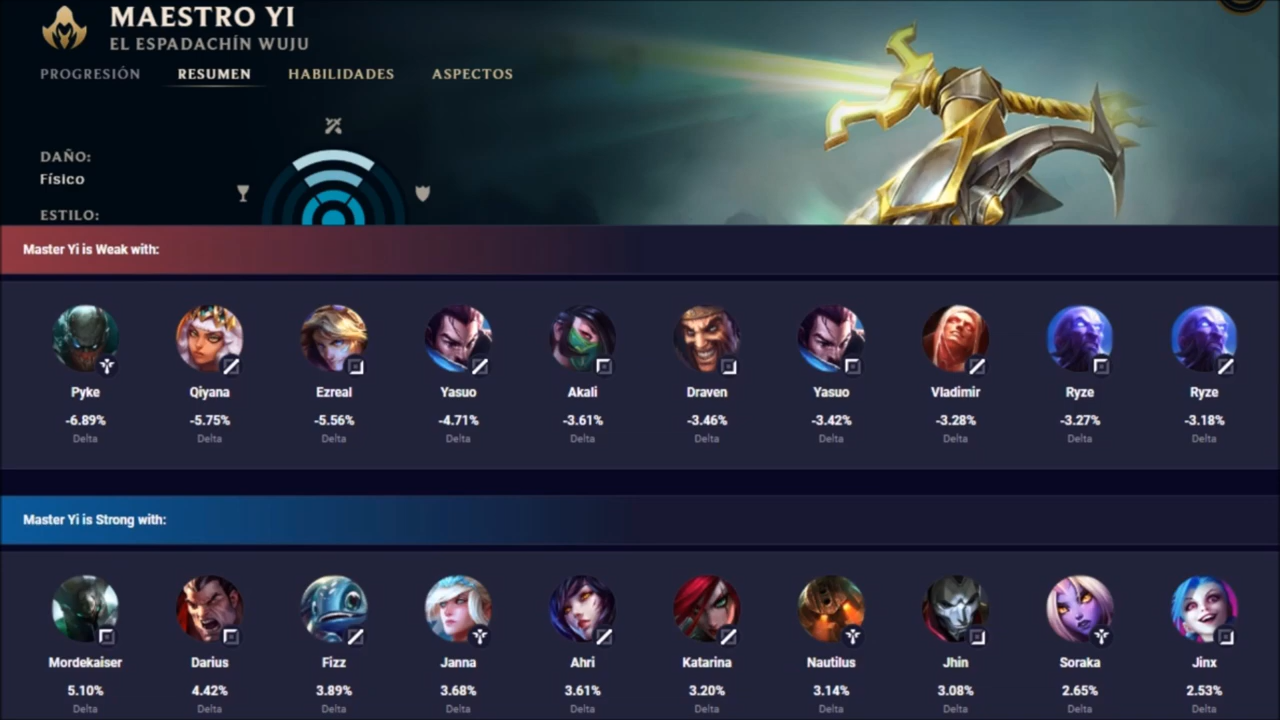 MAESTRO YI
EL ESPADACHÍN WUJU
PROGRESIÓN RESUMEN HABILIDADES ASPECTOS
DAÑO:
Físico
ESTILO:
Master Yi is Weak with:
Pyke Qiyana Ezreal Yasuo Akali Draven Yasuo Vladimir Ryze Ryze
-6.89% -5.75% -5.56% -4.71% -3.61% -3.46% -3.42% -3.28% -3.27% -3.18%
Delta Delta Delta Delta Delta Delta Delta Delta Delta Delta
Master Yi is Strong with:
Mordekaiser Darius Fizz Janna Ahri Katarina Nautilus Jhin Soraka Jinx
5.10% 4.42% 3.89% 3.68% 3.61% 3.20% 3.14% 3.08% 2.65% 2.53%
Delta Delta Delta Delta Delta Delta Delta Delta Delta Delta